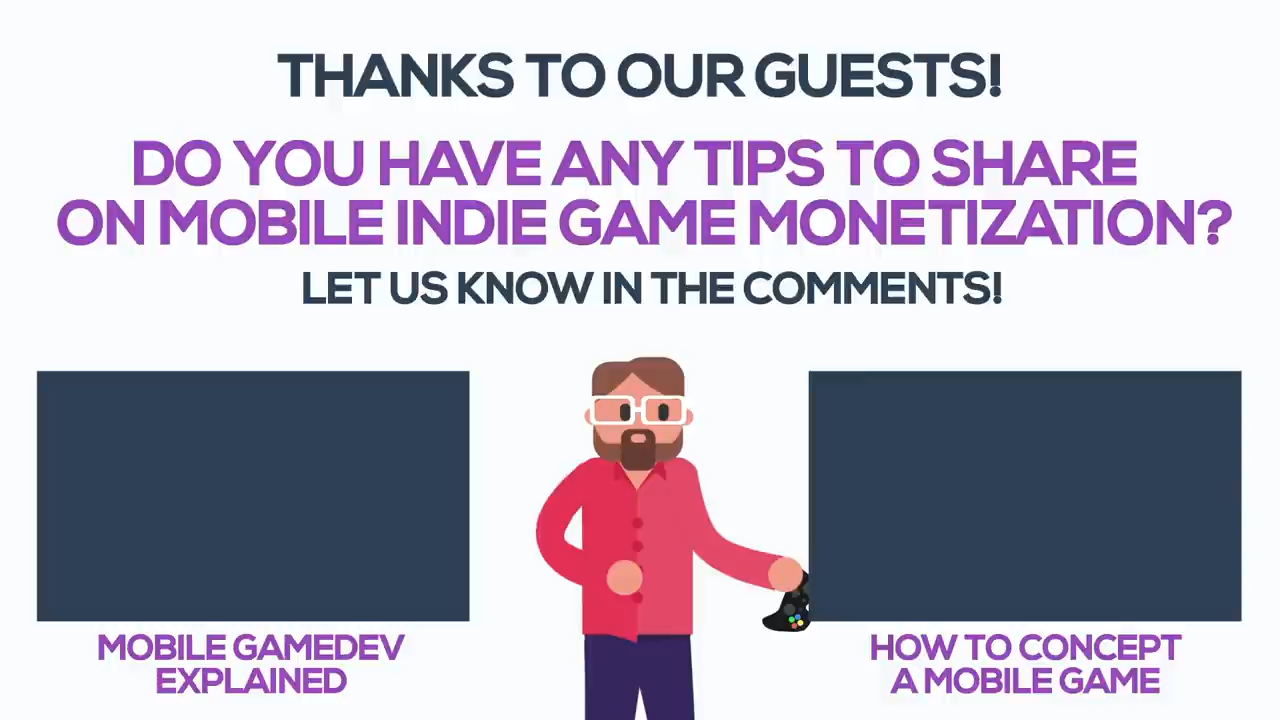 THANKS TO OUR GUESTS!
DO YOU HAVE ANY TIPS TO SHARE
ON MOBILE INDIE GAME MONETIZATION?
LET US KNOW IN THE COMMENTS!
MOBILE GAMEDEV
EXPLAINED
HOW TO CONCEPT
A MOBILE GAME